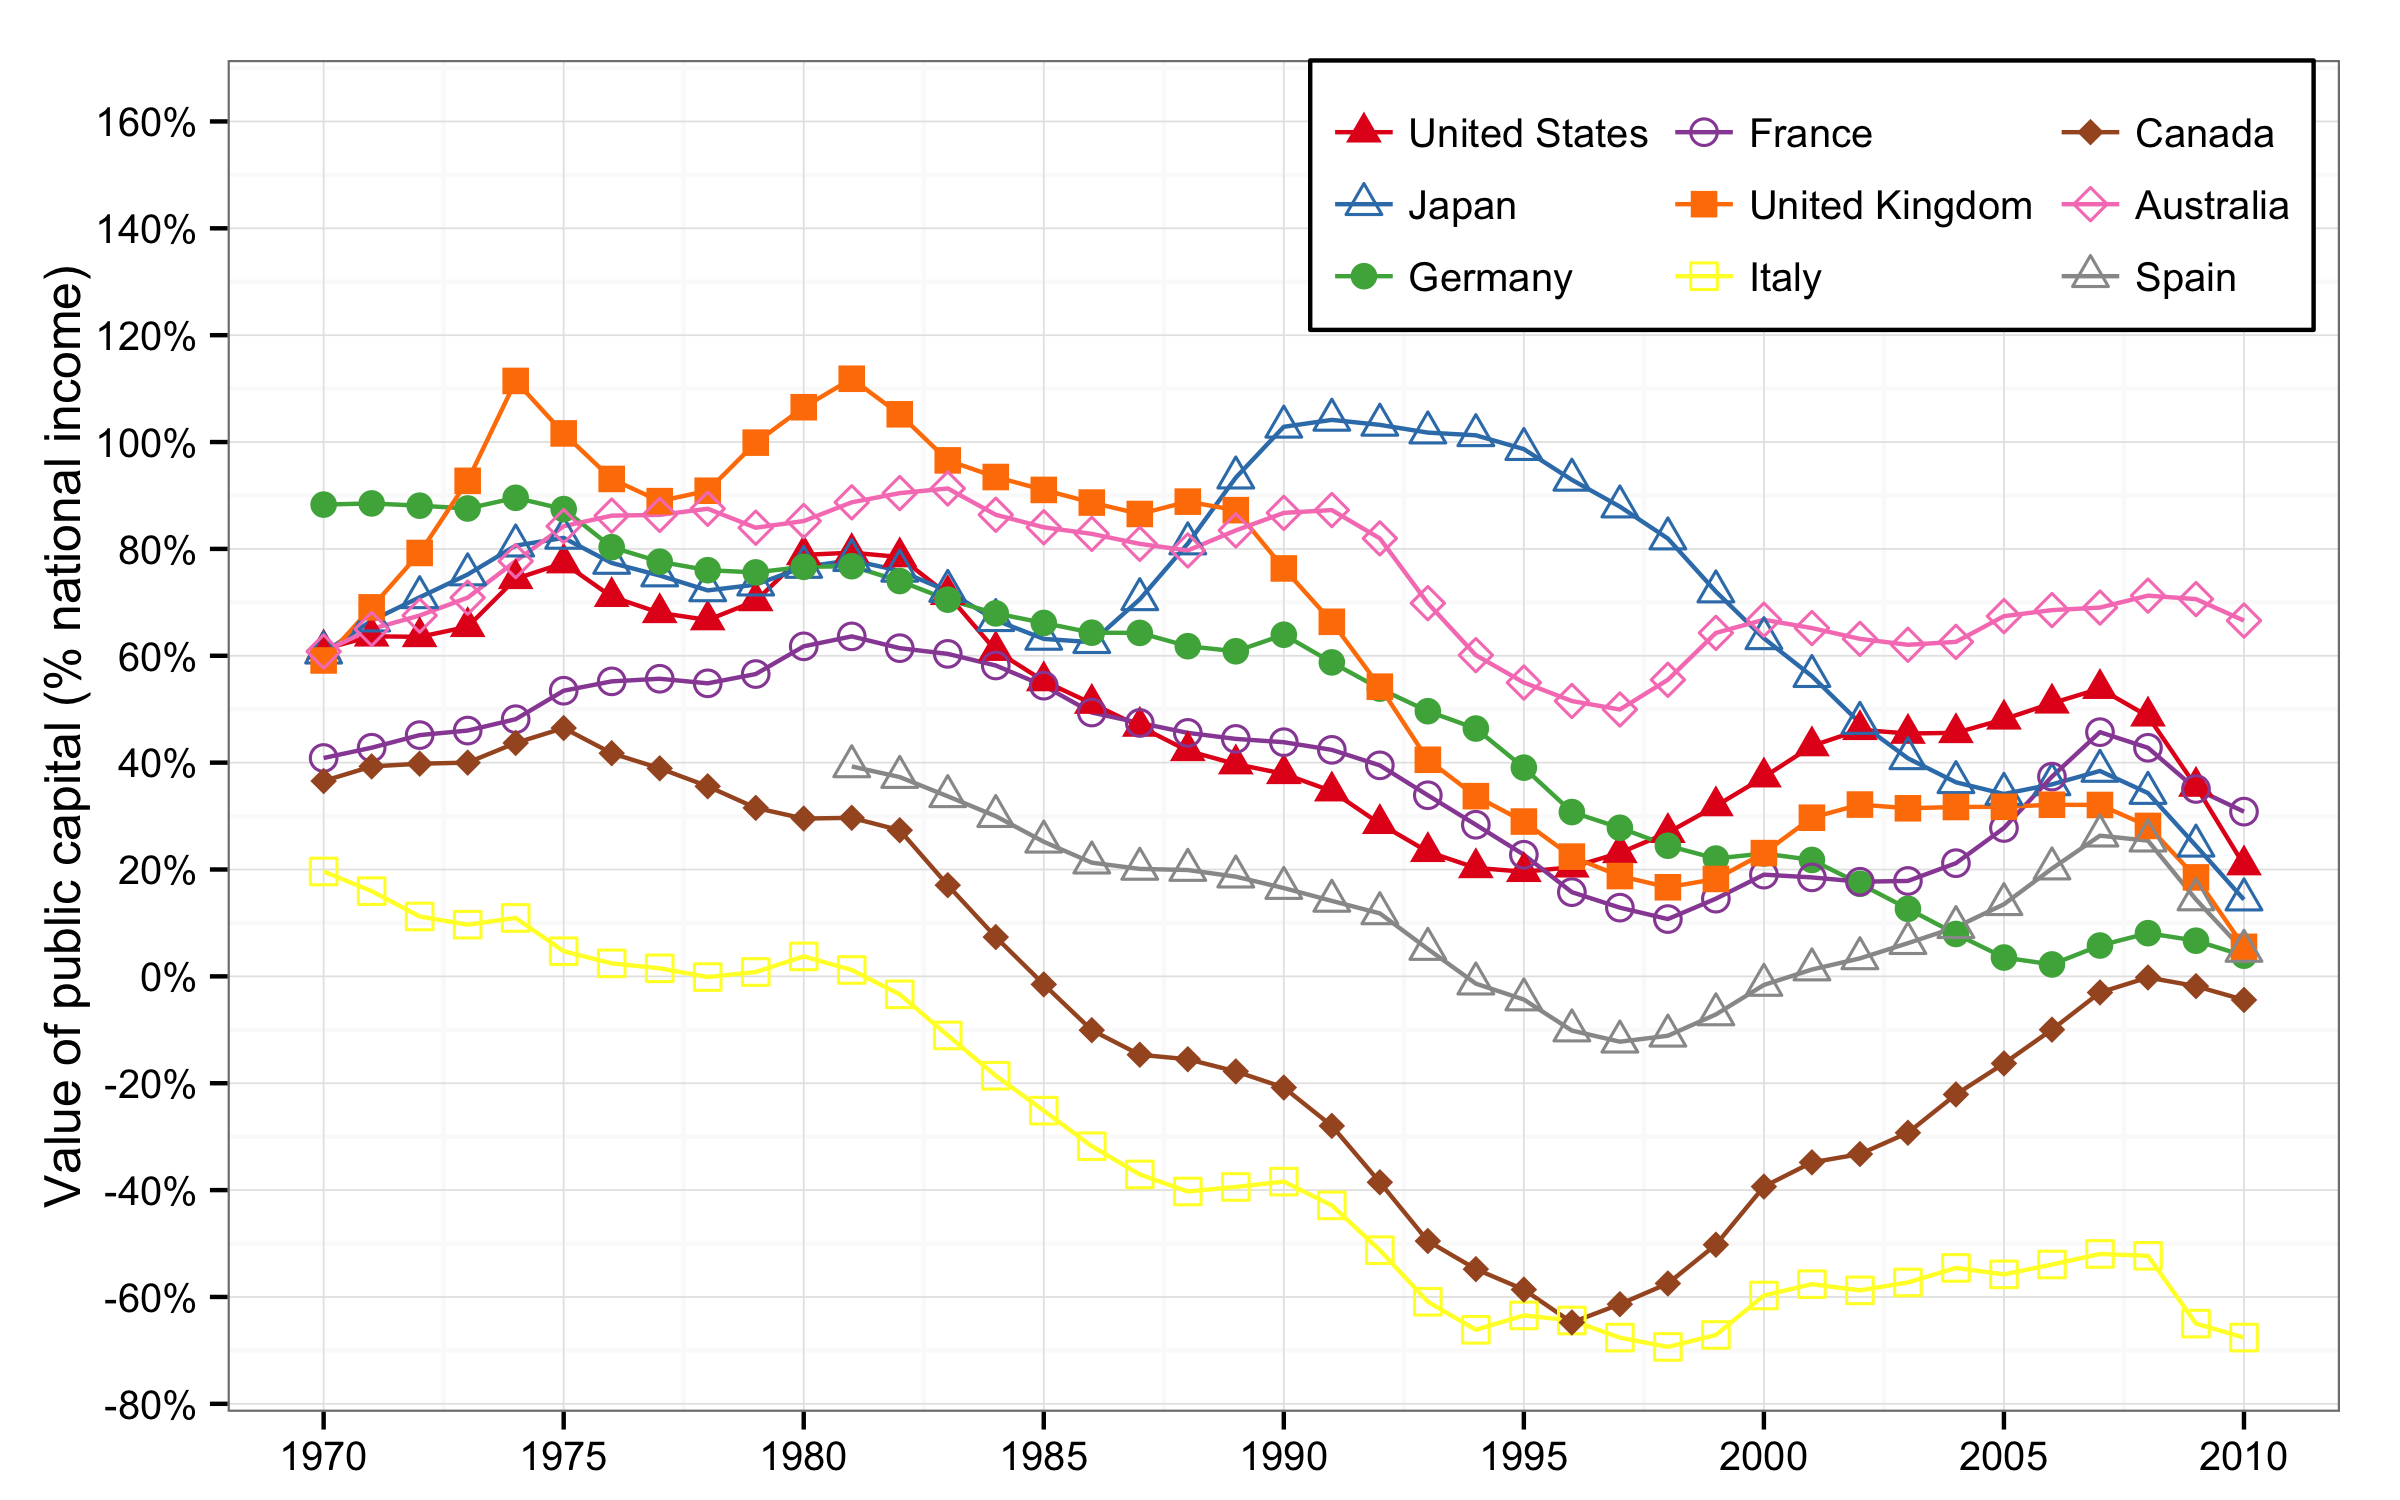 Value of public capital (% national income)
160%
140%
120%
100%
80%
60%
40%
20%
0%
-20%
-40%
-60%
-80%
United States France Canada
Japan United Kingdom Australia
Germany Italy Spain
1970 1975 1980 1985 1990 1995 2000 2005 2010